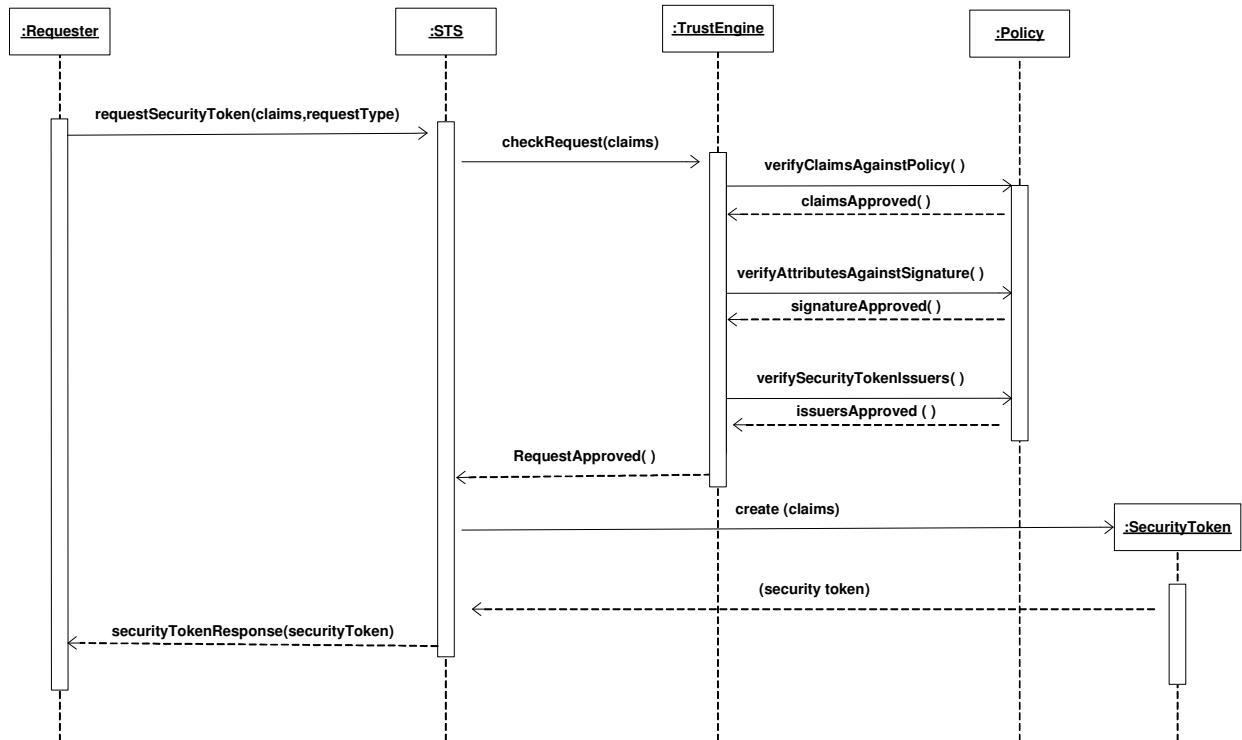 :Requester
:STS
:TrustEngine
:Policy
requestSecurityToken(claims,requestType)
checkRequest(claims)
verifyClaimsAgainstPolicy( )
claimsApproved( )
verifyAttributesAgainstSignature( )
signatureApproved( )
verifySecurityTokenIssuers( )
issuersApproved ( )
RequestApproved( )
create (claims)
:SecurityToken
(security token)
securityTokenResponse(securityToken)